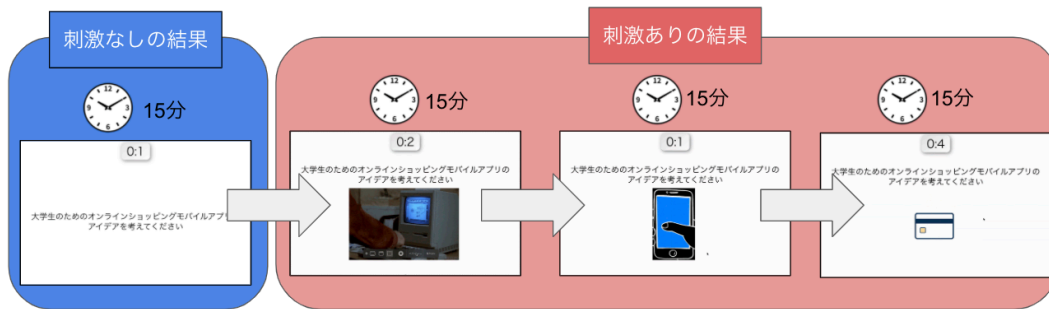 刺激なしの結果
刺激ありの結果
15分
15分
15分
15分
0:1
大学生のためのオンラインショッピングモバイルアプリ
アイデアを考えてください
0:2
大学生のためのオンラインショッピングモバイルアプリの
アイデアを考えてください
0:1
大学生のためのオンラインショッピングモバイルアプリの
アイデアを考えてください
0:4
大学生のためのオンラインショッピングモバイルアプリの
アイデアを考えてください